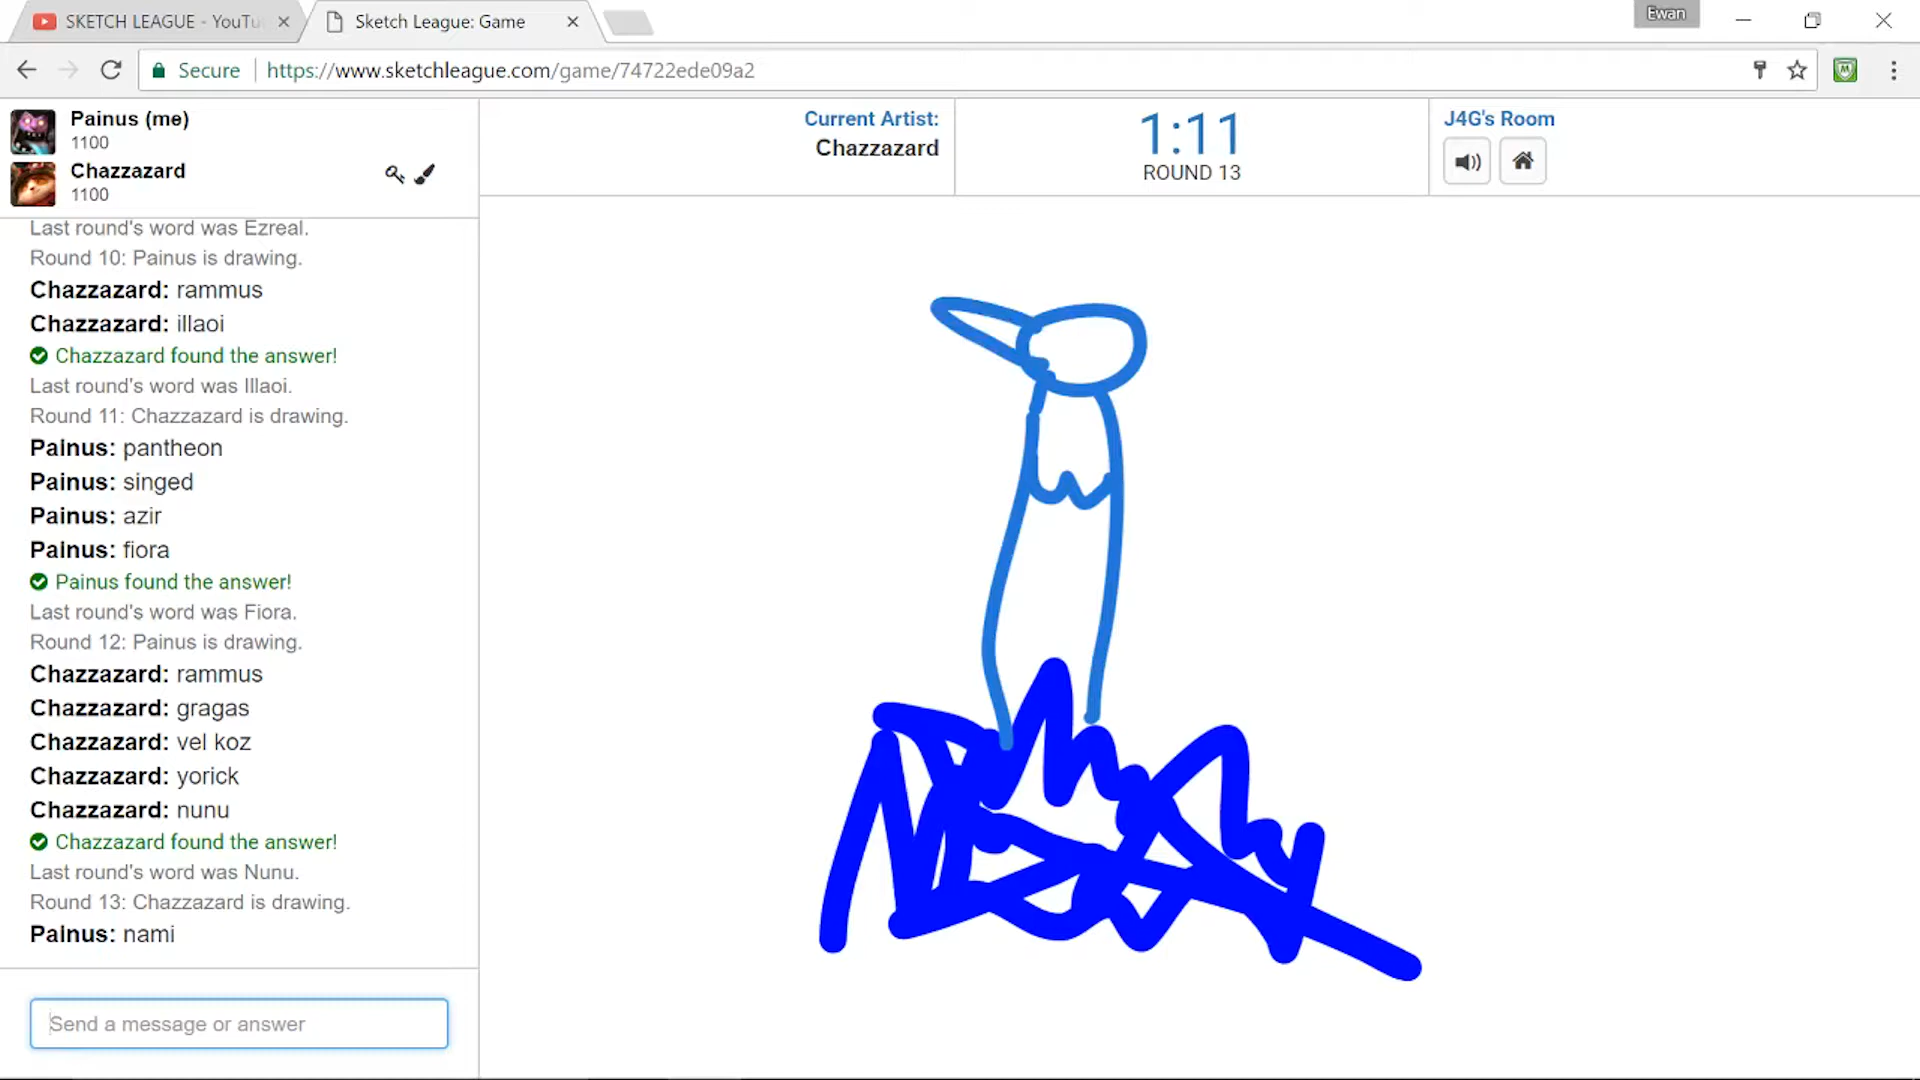 SKETCH LEAGUE - YouTu
Sketch League: Game
Ewan
Secure
https://www.sketchleague.com/game/74722ede09a2
Painus (me)
1100
Chazzazard
1100
Current Artist:
Chazzazard
1:11
ROUND 13
J4G's Room
Last round's word was Ezreal.
Round 10: Painus is drawing.
Chazzazard: rammus
Chazzazard: illaoi
Chazzazard found the answer!
Last round's word was Illaoi.
Round 11: Chazzazard is drawing.
Painus: pantheon
Painus: singed
Painus: azir
Painus: fiora
Painus found the answer!
Last round's word was Fiora.
Round 12: Painus is drawing.
Chazzazard: rammus
Chazzazard: gragas
Chazzazard: vel koz
Chazzazard: yorick
Chazzazard: nunu
Chazzazard found the answer!
Last round's word was Nunu.
Round 13: Chazzazard is drawing.
Painus: nami
Send a message or answer